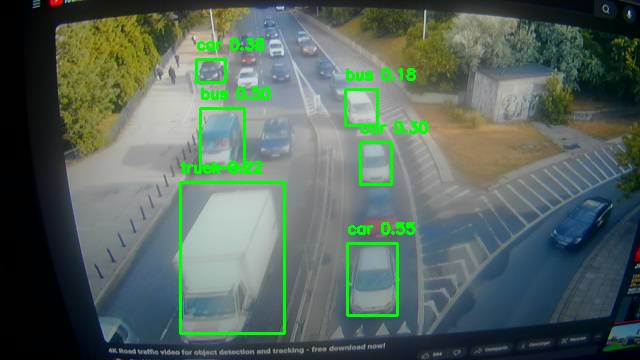 car 0.38
bus 0.18
bus 0.50
car 0.30
truck 0.22
car 0.55
4K Road traffic video for object detection and tracking - free download now!